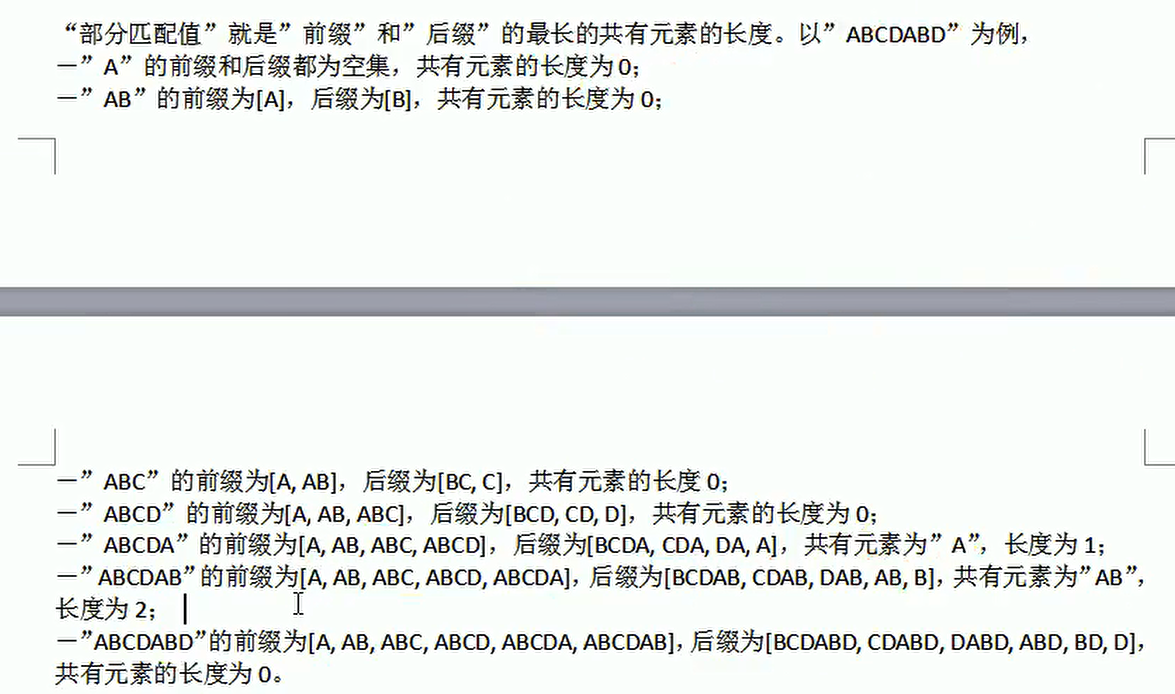 “部分匹配值”就是”前缀”和”后缀”的最长的共有元素的长度。以”ABCDABD”为例，
－”A”的前缀和后缀都为空集，共有元素的长度为0；
－”AB”的前缀为[A]，后缀为[B]，共有元素的长度为0；
－”ABC”的前缀为[A, AB]，后缀为[BC, C]，共有元素的长度0；
－”ABCD”的前缀为[A, AB, ABC]，后缀为[BCD, CD, D]，共有元素的长度为0；
－”ABCDA”的前缀为[A, AB, ABC, ABCD]，后缀为[BCDA, CDA, DA, A]，共有元素为”A”，长度为1；
－”ABCDAB”的前缀为[A, AB, ABC, ABCD, ABCDA]，后缀为[BCDAB, CDAB, DAB, AB, B]，共有元素为”AB”，
长度为2；
－”ABCDABD”的前缀为[A, AB, ABC, ABCD, ABCDA, ABCDAB]，后缀为[BCDABD, CDABD, DABD, ABD, BD, D]，
共有元素的长度为0。